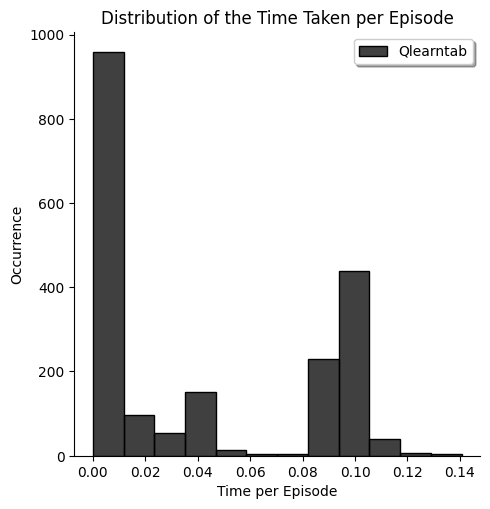 Distribution of the Time Taken per Episode
Qlearntab
1000
800
600
400
200
0
Occurrence
0.00 0.02 0.04 0.06 0.08 0.10 0.12 0.14
Time per Episode